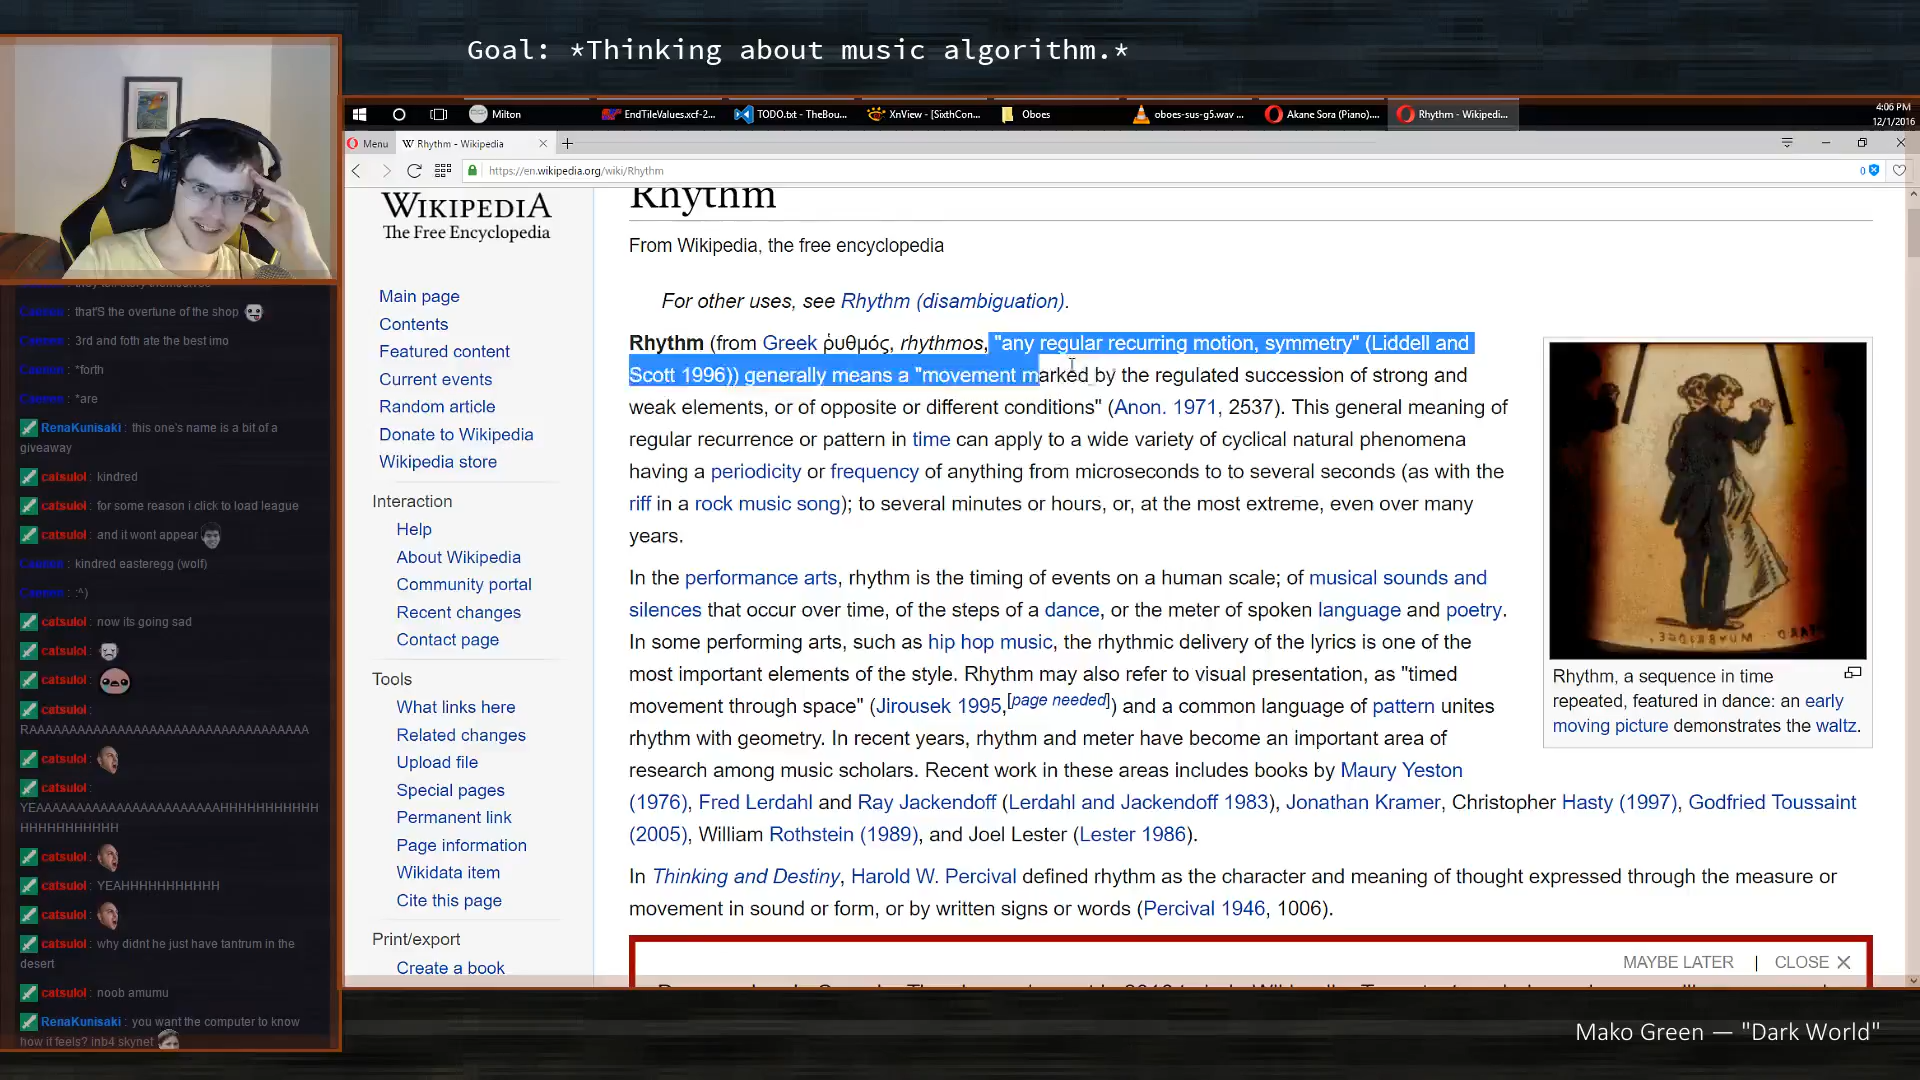 Goal: *Thinking about music algorithm.*
Milton
EndTileValues.xcf-2...
TODO.txt - TheBou...
XnView - [SixthCon...
Oboes
oboes-sus-g5.wav ...
Akane Sora (Piano)....
Rhythm - Wikipedi...
4:06 PM
12/1/2016
Menu
W Rhythm - Wikipedia
https://en.wikipedia.org/wiki/Rhythm
0
WIKIPEDIA
The Free Encyclopedia
Main page
Contents
Featured content
Current events
Random article
Donate to Wikipedia
Wikipedia store
Interaction
Help
About Wikipedia
Community portal
Recent changes
Contact page
Tools
What links here
Related changes
Upload file
Special pages
Permanent link
Page information
Wikidata item
Cite this page
Print/export
Create a book
Rhythm
From Wikipedia, the free encyclopedia
For other uses, see Rhythm (disambiguation).
Rhythm (from Greek ῥυθμός, rhythmos, "any regular recurring motion, symmetry" (Liddell and
Scott 1996)) generally means a "movement marked by the regulated succession of strong and
weak elements, or of opposite or different conditions" (Anon. 1971, 2537). This general meaning of
regular recurrence or pattern in time can apply to a wide variety of cyclical natural phenomena
having a periodicity or frequency of anything from microseconds to to several seconds (as with the
riff in a rock music song); to several minutes or hours, or, at the most extreme, even over many
years.
In the performance arts, rhythm is the timing of events on a human scale; of musical sounds and
silences that occur over time, of the steps of a dance, or the meter of spoken language and poetry.
In some performing arts, such as hip hop music, the rhythmic delivery of the lyrics is one of the
most important elements of the style. Rhythm may also refer to visual presentation, as "timed
movement through space" (Jirousek 1995,[page needed]) and a common language of pattern unites
rhythm with geometry. In recent years, rhythm and meter have become an important area of
research among music scholars. Recent work in these areas includes books by Maury Yeston
(1976), Fred Lerdahl and Ray Jackendoff (Lerdahl and Jackendoff 1983), Jonathan Kramer, Christopher Hasty (1997), Godfried Toussaint
(2005), William Rothstein (1989), and Joel Lester (Lester 1986).
In Thinking and Destiny, Harold W. Percival defined rhythm as the character and meaning of thought expressed through the measure or
movement in sound or form, or by written signs or words (Percival 1946, 1006).
Rhythm, a sequence in time
repeated, featured in dance: an early
moving picture demonstrates the waltz.
MAYBE LATER | CLOSE
: that'S the overtune of the shop
: 3rd and foth ate the best imo
: *forth
: *are
RenaKunisaki: this one's name is a bit of a
giveaway
catsulol: kindred
catsulol: for some reason i click to load league
catsulol: and it wont appear
: kindred easteregg (wolf)
: :^)
catsulol: now its going sad
catsulol:
catsulol:
catsulol:
RAAAAAAAAAAAAAAAAAAAAAAAAAAAAAAAAA
catsulol:
catsulol:
YEAAAAAAAAAAAAAAAAAAAAAAAHHHHHHHHHHH
HHHHHHHHHHHH
catsulol:
catsulol: YEAHHHHHHHHHHH
catsulol:
catsulol: why didnt he just have tantrum in the
desert
catsulol: noob amumu
RenaKunisaki: you want the computer to know
how it feels? inb4 skynet
Mako Green — "Dark World"